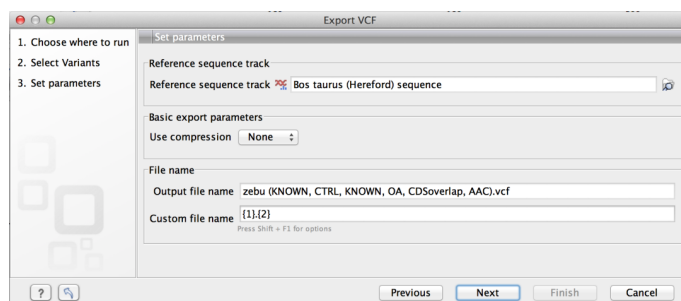 Export VCF
1. Choose where to run
2. Select Variants
3. Set parameters
Set parameters
Reference sequence track
Reference sequence track Bos taurus (Hereford) sequence
Basic export parameters
Use compression None
File name
Output file name zebu (KNOWN, CTRL, KNOWN, OA, CDSoverlap, AAC).vcf
Custom file name {1}.{2}
Press Shift + F1 for options
? Previous Next Finish Cancel